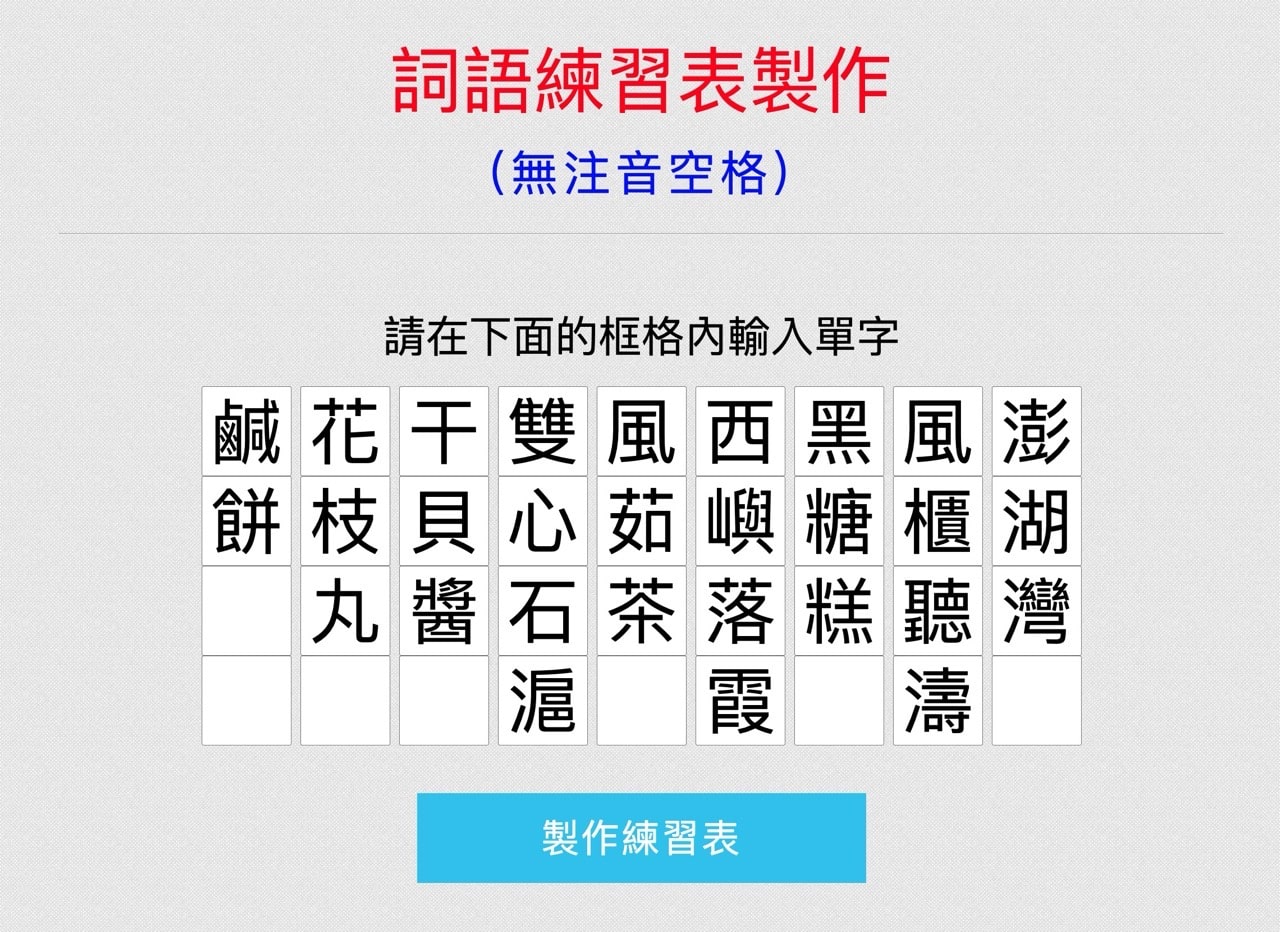 詞語練習表製作
（無注音空格）
請在下面的框格內輸入單字
澎湖灣
風櫃聽濤
黑糖糕
西嶼落霞
風茹茶
雙心石滬
干貝醬
花枝丸
鹹餅
製作練習表